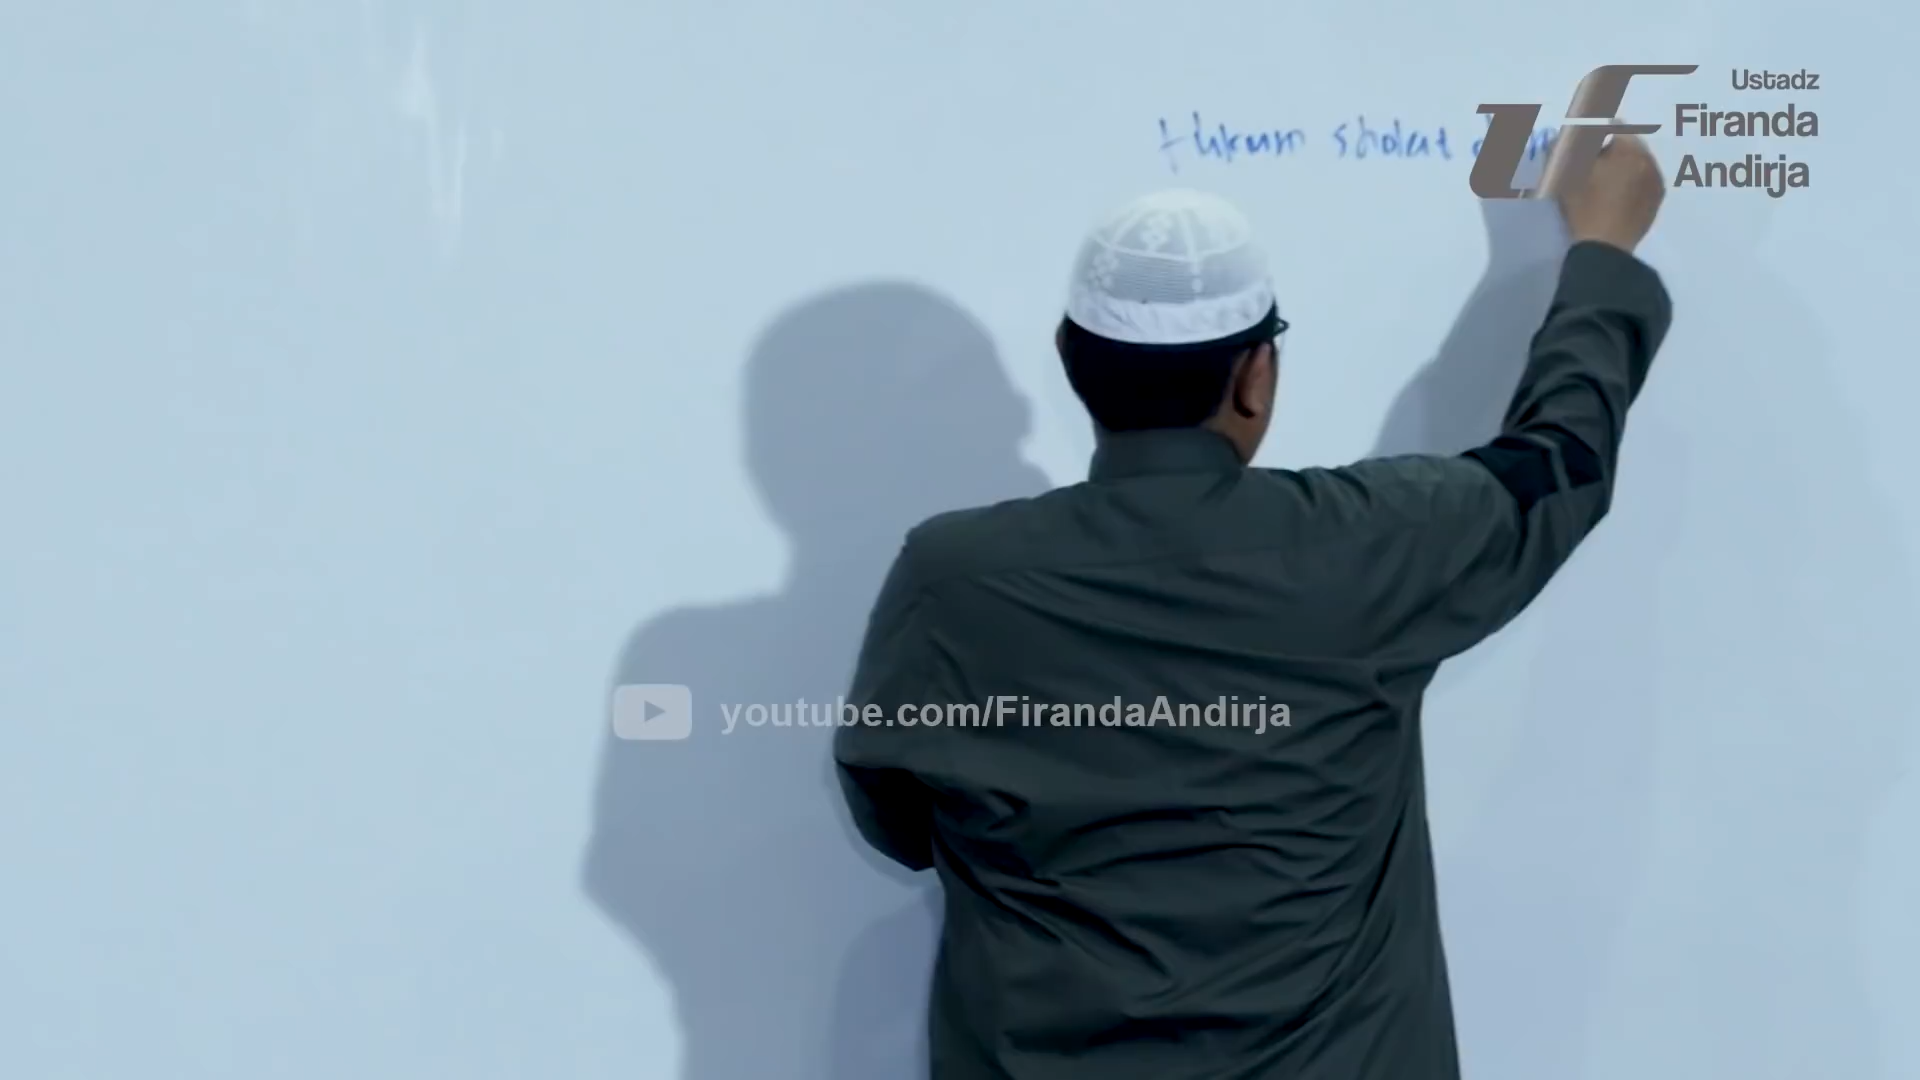 Ustadz
Firanda
Andirja
Hukum sholat
youtube.com/FirandaAndirja